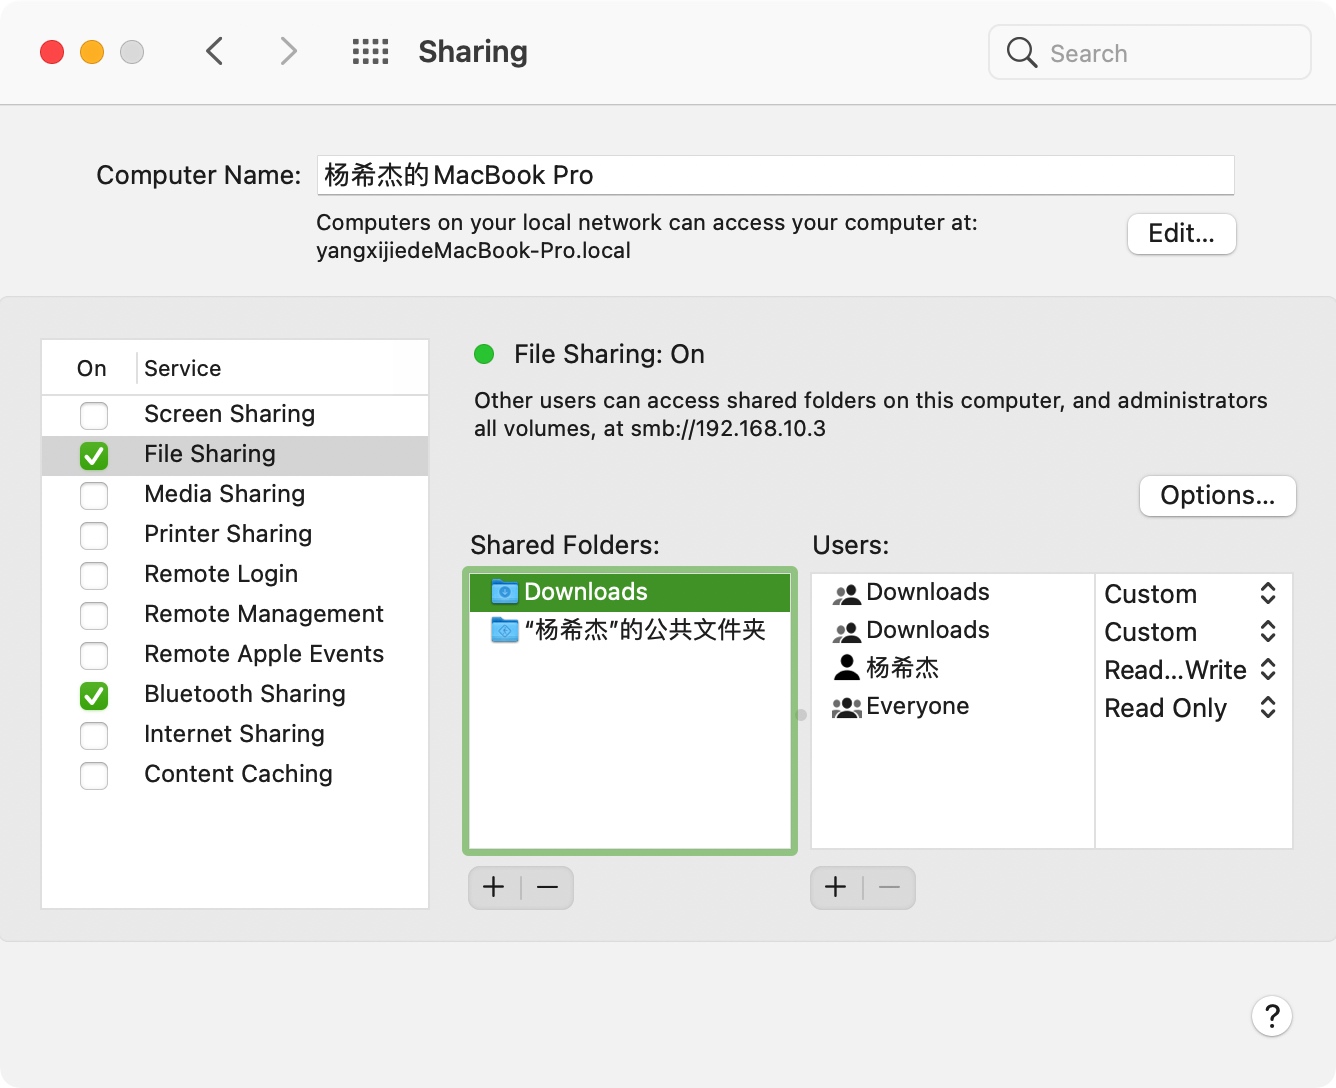 Sharing
Search
Computer Name: 杨希杰的MacBook Pro
Computers on your local network can access your computer at:
yangxijiedeMacBook-Pro.local
Edit...
On Service
Screen Sharing
File Sharing
Media Sharing
Printer Sharing
Remote Login
Remote Management
Remote Apple Events
Bluetooth Sharing
Internet Sharing
Content Caching
File Sharing: On
Other users can access shared folders on this computer, and administrators
all volumes, at smb://192.168.10.3
Options...
Shared Folders:
Downloads
“杨希杰”的公共文件夹
Users:
Downloads Custom
Downloads Custom
杨希杰 Read...Write
Everyone Read Only
?